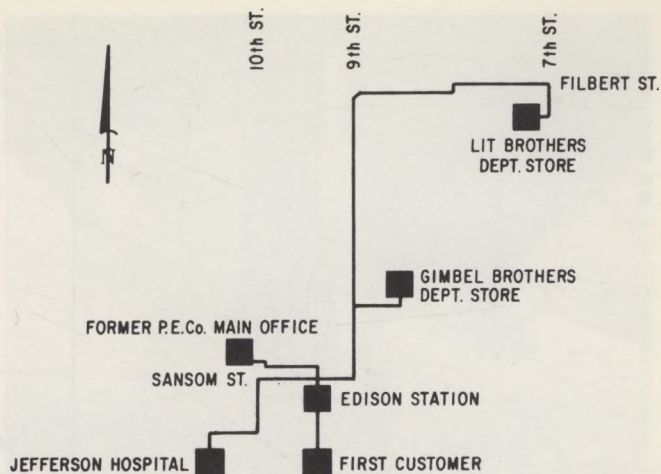 10th ST.
9th ST.
7th ST.
FILBERT ST.
LIT BROTHERS
DEPT. STORE
N
GIMBEL BROTHERS
DEPT. STORE
FORMER P.E.Co. MAIN OFFICE
SANSOM ST.
EDISON STATION
JEFFERSON HOSPITAL
FIRST CUSTOMER